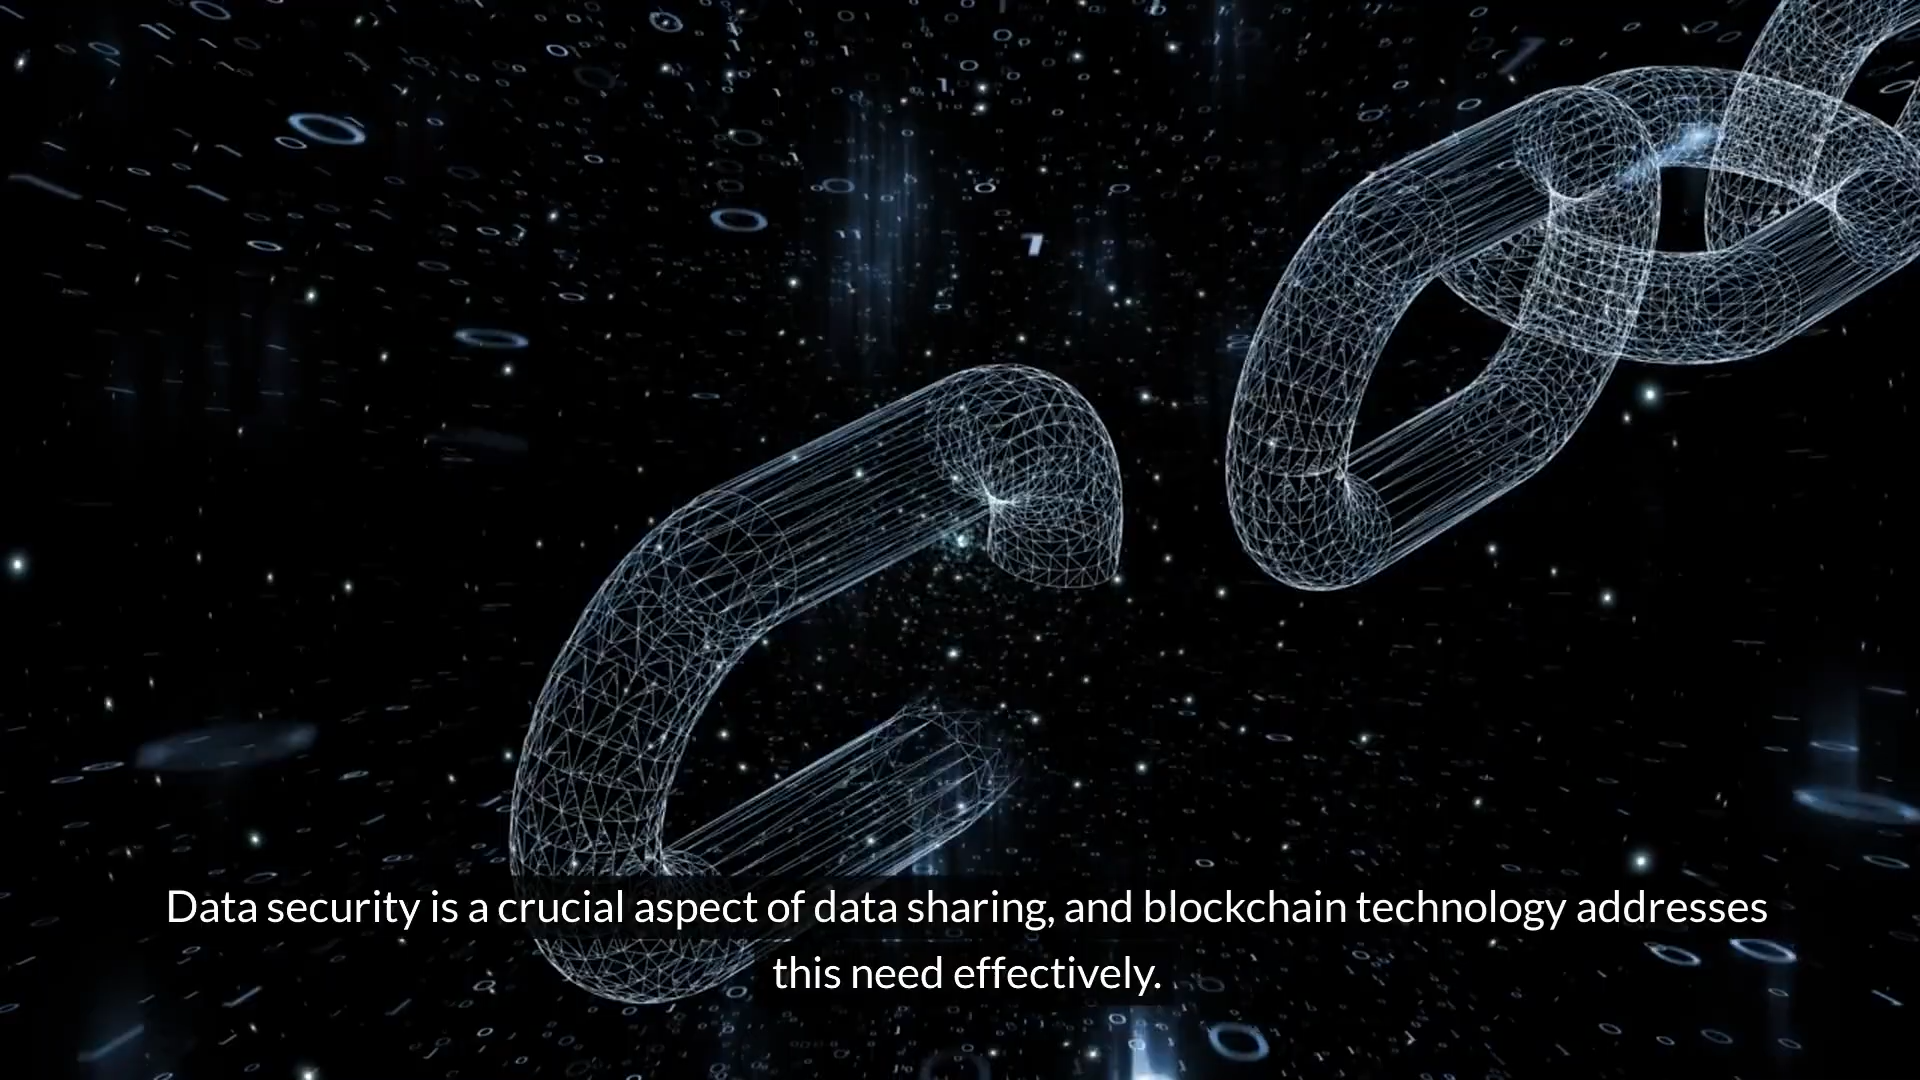 Data security is a crucial aspect of data sharing, and blockchain technology addresses
this need effectively.